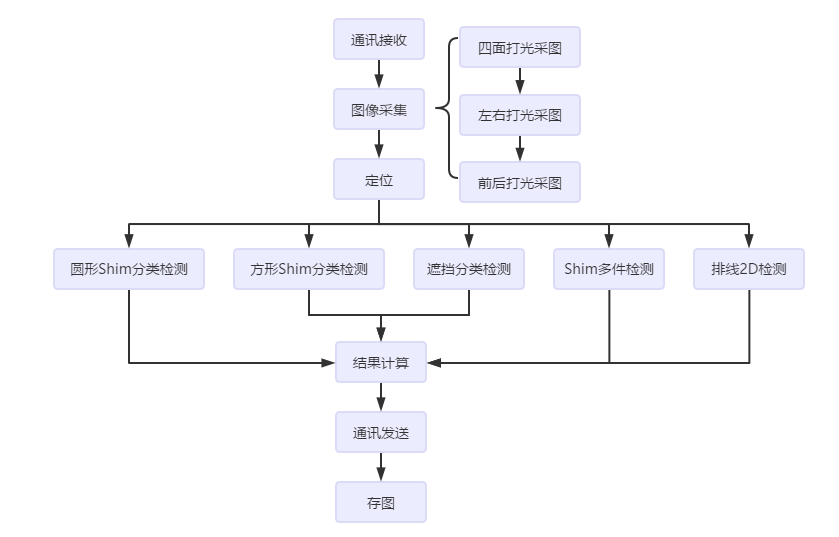 通讯接收
四面打光采图
图像采集
左右打光采图
定位
前后打光采图
圆形Shim分类检测
方形Shim分类检测
遮挡分类检测
Shim多件检测
排线2D检测
结果计算
通讯发送
存图